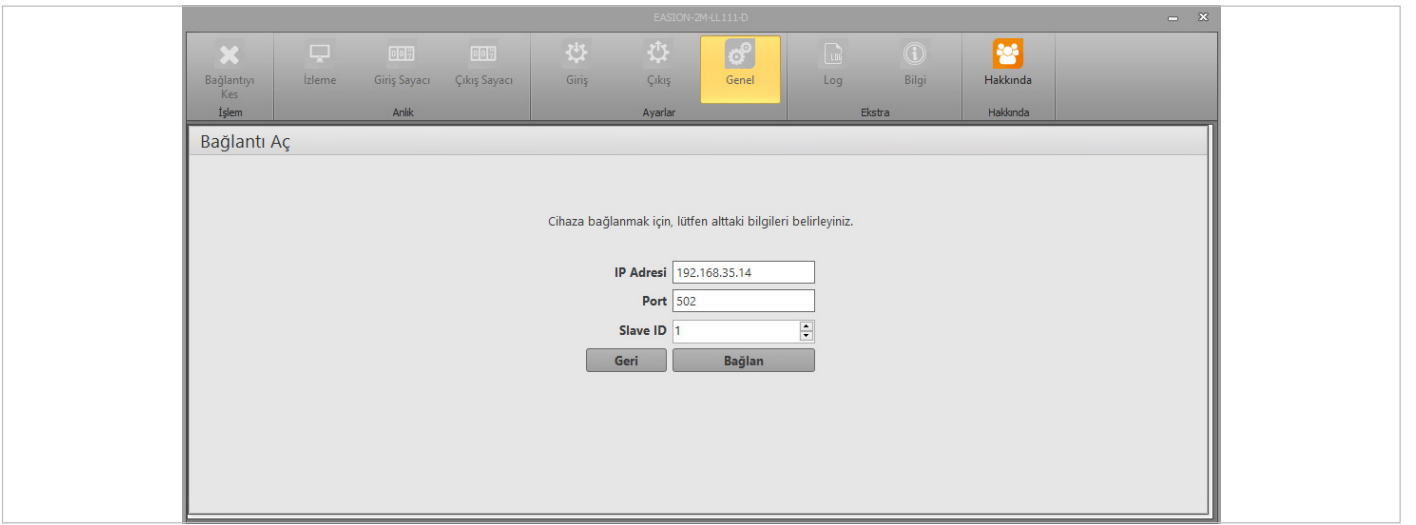 EASION-2M-LL111-D
Bağlantıyı Kes
İzleme
Giriş Sayacı
Çıkış Sayacı
Giriş
Çıkış
Genel
Log
Bilgi
Hakkında
İşlem
Anlik
Ayarlar
Ekstra
Hakkında
Bağlantı Aç
Cihaza bağlanmak için, lütfen alttaki bilgileri belirleyiniz.
IP Adresi 192.168.35.14
Port 502
Slave ID 1
Geri Bağlan